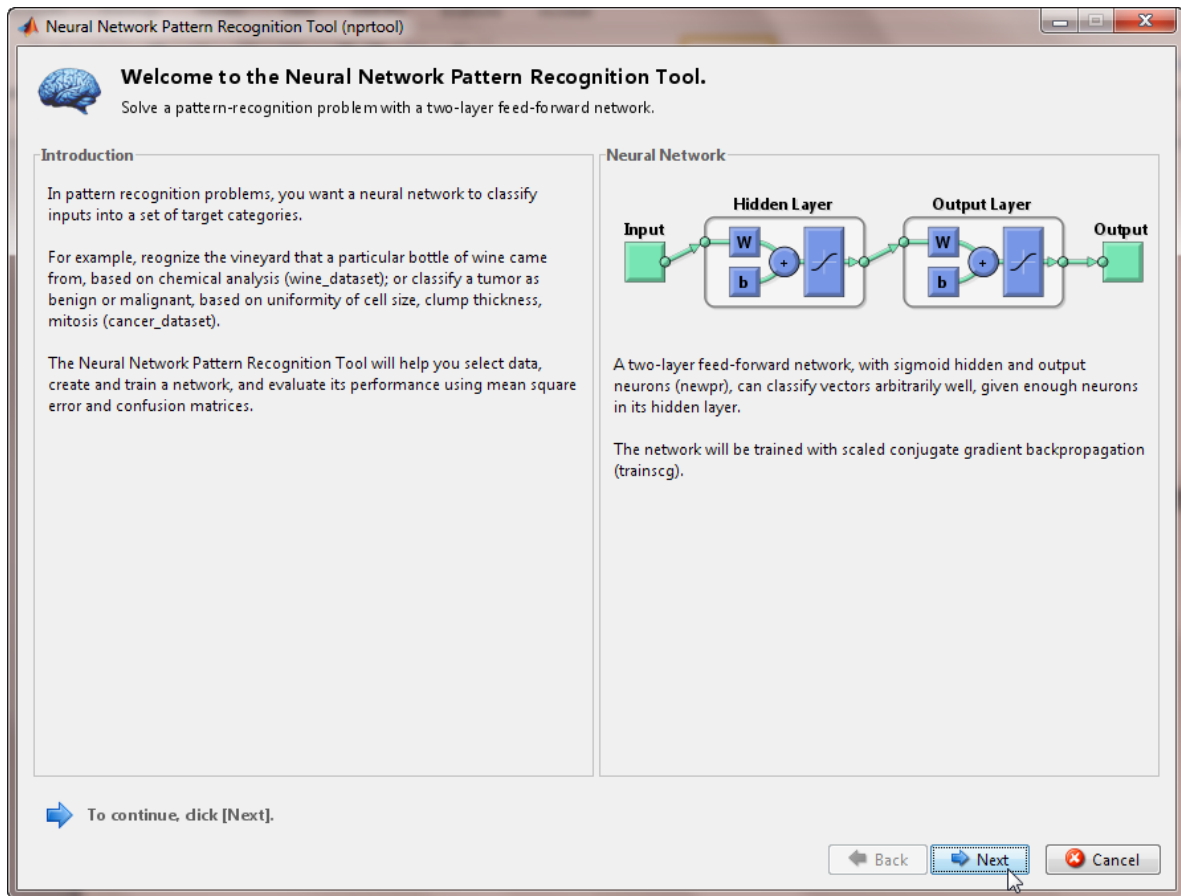 Neural Network Pattern Recognition Tool (nprtool)
Welcome to the Neural Network Pattern Recognition Tool.
Solve a pattern-recognition problem with a two-layer feed-forward network.
Introduction
In pattern recognition problems, you want a neural network to classify
inputs into a set of target categories.
For example, reognize the vineyard that a particular bottle of wine came
from, based on chemical analysis (wine_dataset); or classify a tumor as
benign or malignant, based on uniformity of cell size, clump thickness,
mitosis (cancer_dataset).
The Neural Network Pattern Recognition Tool will help you select data,
create and train a network, and evaluate its performance using mean square
error and confusion matrices.
Neural Network
Hidden Layer Output Layer
Input Output
W W
+ +
b b
A two-layer feed-forward network, with sigmoid hidden and output
neurons (newpr), can classify vectors arbitrarily well, given enough neurons
in its hidden layer.
The network will be trained with scaled conjugate gradient backpropagation
(trainscg).
To continue, click [Next].
Back Next Cancel